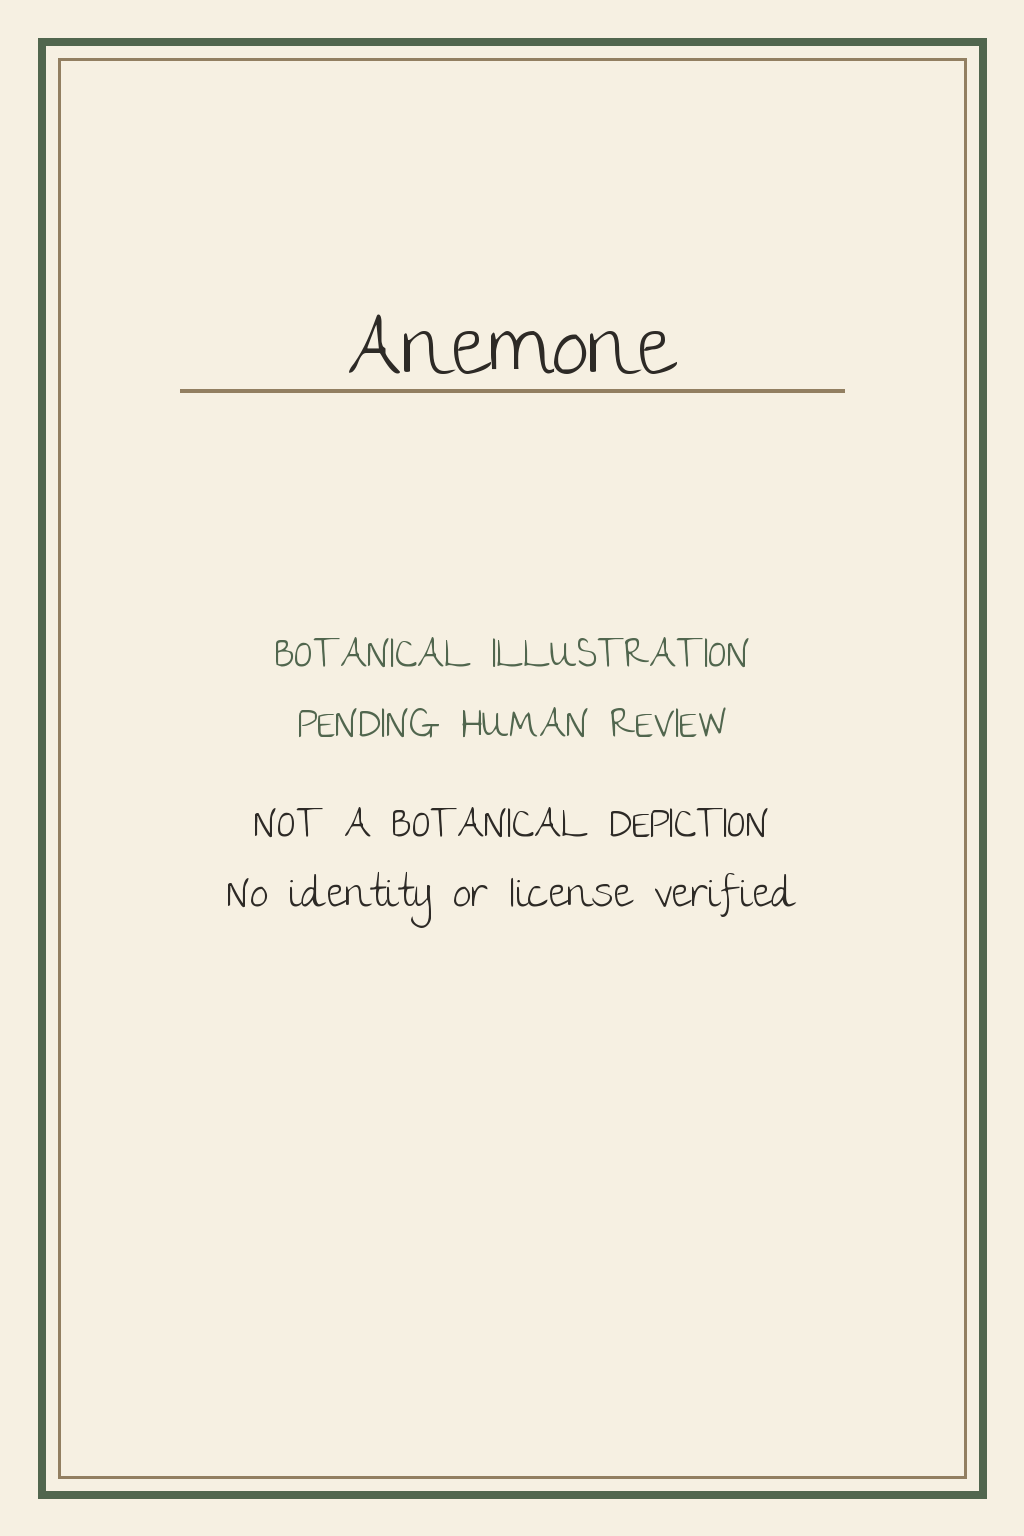 Anemone
BOTANICAL ILLUSTRATION
PENDING HUMAN REVIEW
NOT A BOTANICAL DEPICTION
No identity or license verified